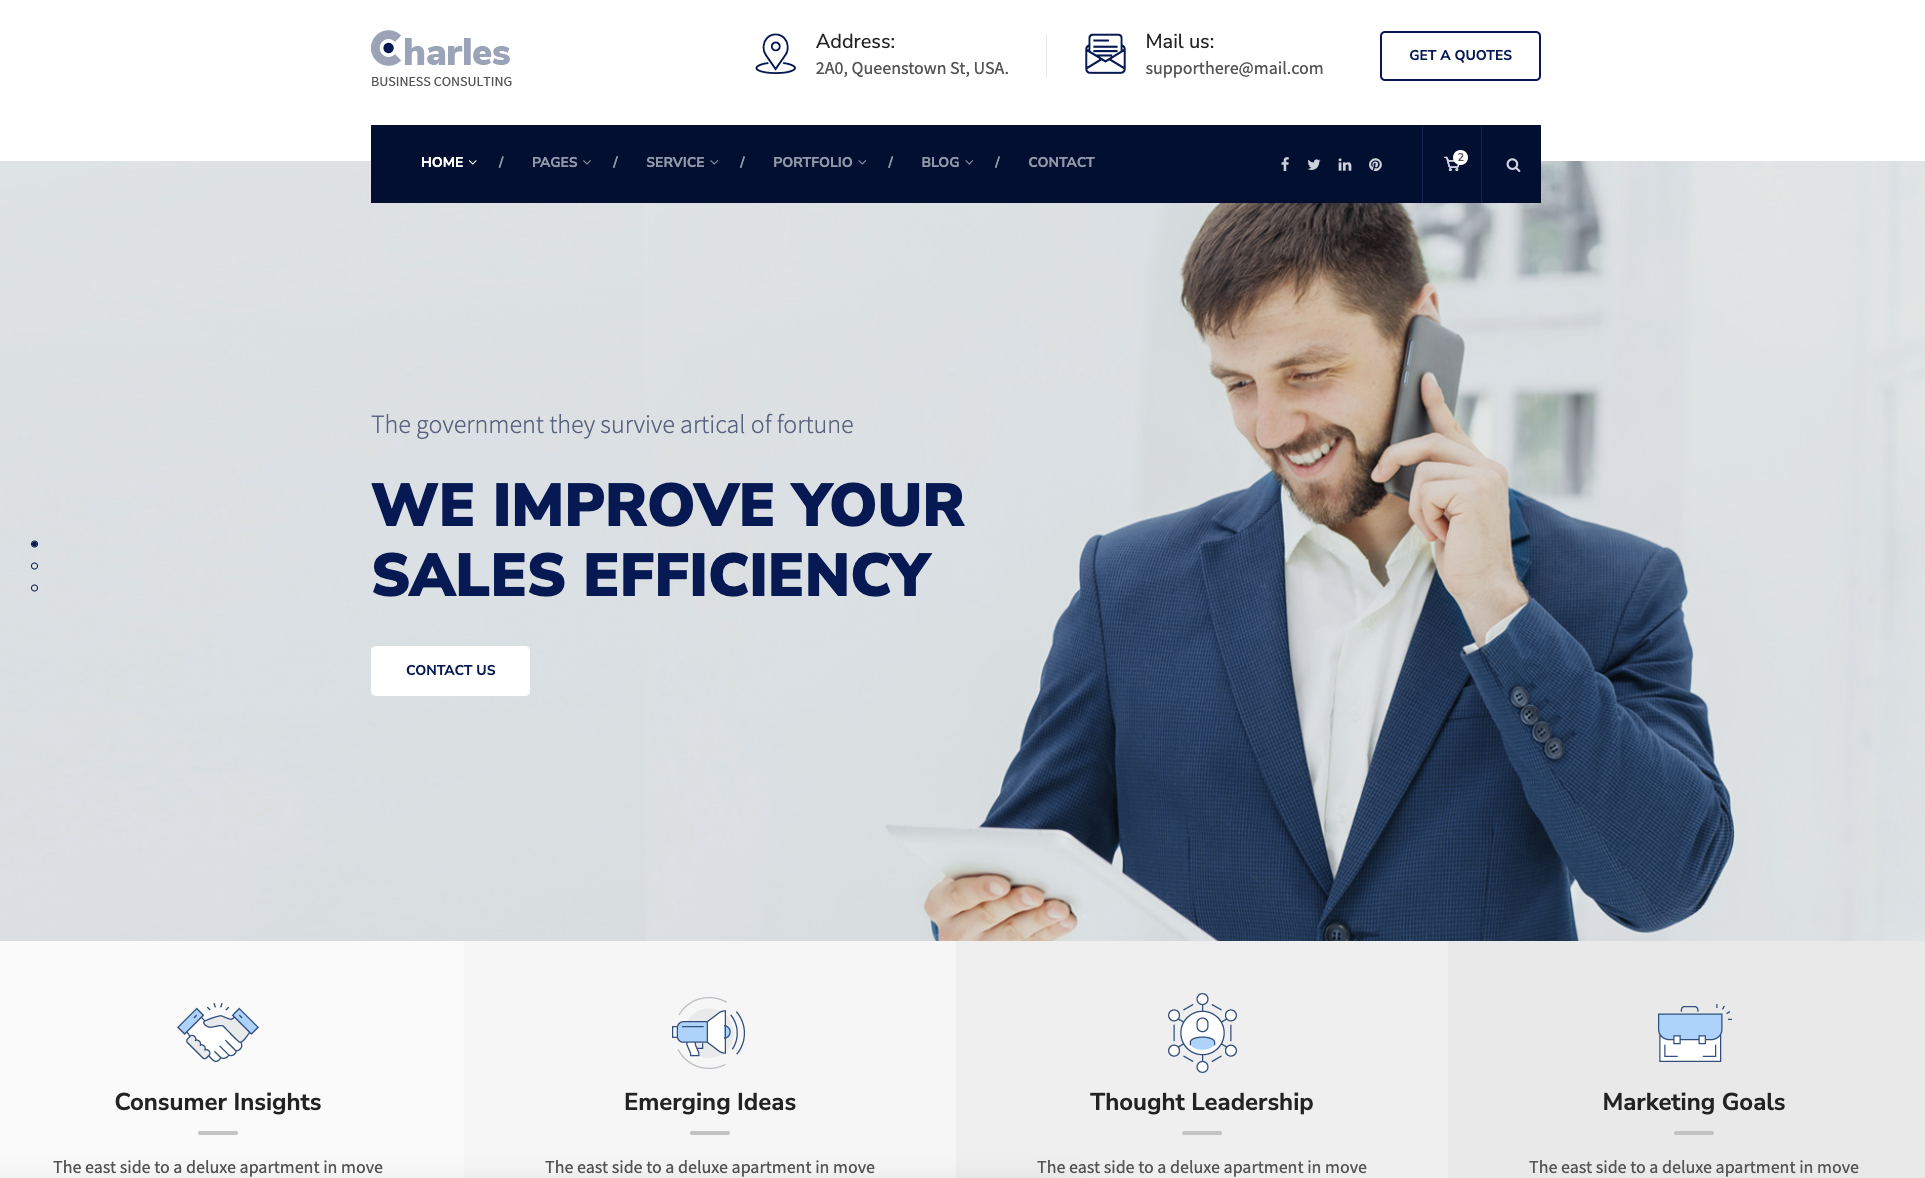 Charles
BUSINESS CONSULTING
Address:
2A0, Queenstown St, USA.
Mail us:
supporthere@mail.com
GET A QUOTES
HOME / PAGES / SERVICE / PORTFOLIO / BLOG / CONTACT
2
The government they survive artical of fortune
WE IMPROVE YOUR
SALES EFFICIENCY
CONTACT US
Consumer Insights
The east side to a deluxe apartment in move
Emerging Ideas
The east side to a deluxe apartment in move
Thought Leadership
The east side to a deluxe apartment in move
Marketing Goals
The east side to a deluxe apartment in move